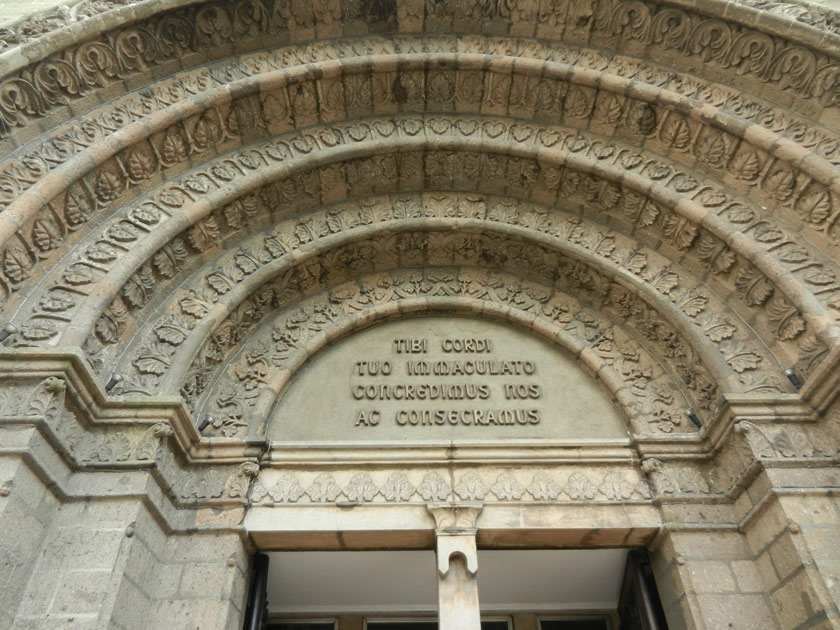 TIBI CORDI
TUO IMMACULATO
CONCREDIMUS NOS
AC CONSECRAMUS